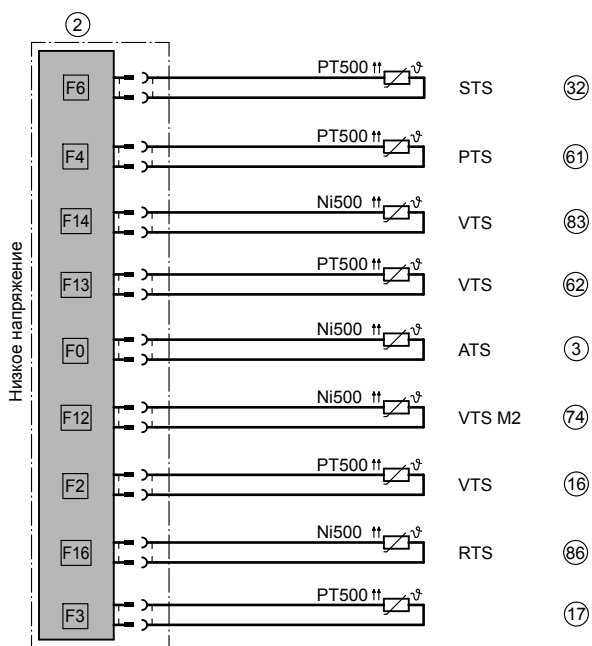 2
F6 PT500 ϑ STS 32
F4 PT500 ϑ PTS 61
F14 Ni500 ϑ VTS 83
F13 PT500 ϑ VTS 62
F0 Ni500 ϑ ATS 3
F12 Ni500 ϑ VTS M2 74
F2 PT500 ϑ VTS 16
F16 Ni500 ϑ RTS 86
F3 PT500 ϑ 17
Низкое напряжение